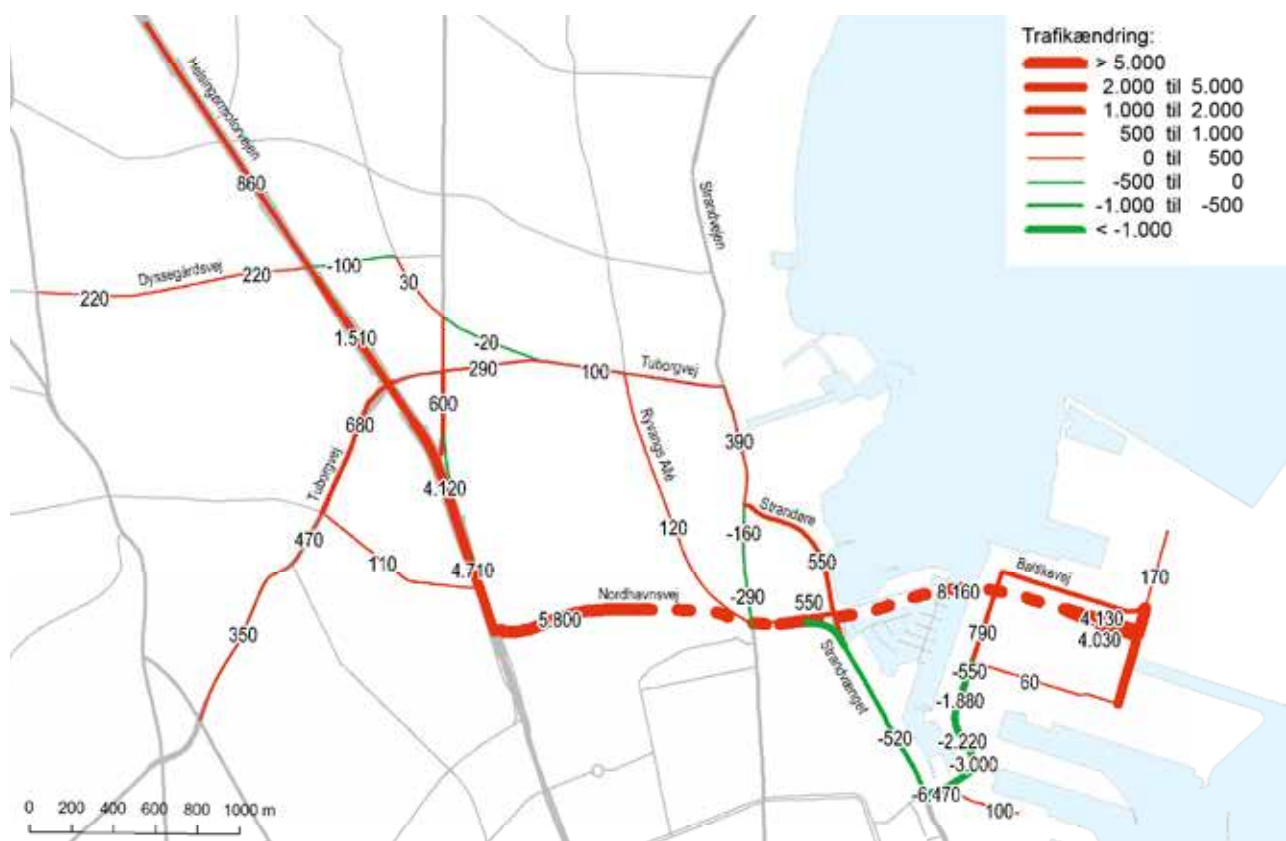 Trafikændring:
> 5.000
2.000 til 5.000
1.000 til 2.000
500 til 1.000
0 til 500
-500 til 0
-1.000 til -500
< -1.000
Helsingørmotorvejen
860
Strandvejen
Dyssegårdsvej
220
220
-100
30
1.510
-20
290
100
Tuborgvej
600
680
390
Ryvangs Allé
Tuborgvej
4.120
Strandøre
470
110
120
-160
550
4.710
Baltikavej
170
Nordhavnsvej
-290
550
8.160
5.800
4.130
4.030
790
350
Strandvænget
-550
60
-1.880
-520
-2.220
-3.000
-6.470
100-
0 200 400 600 800 1000 m